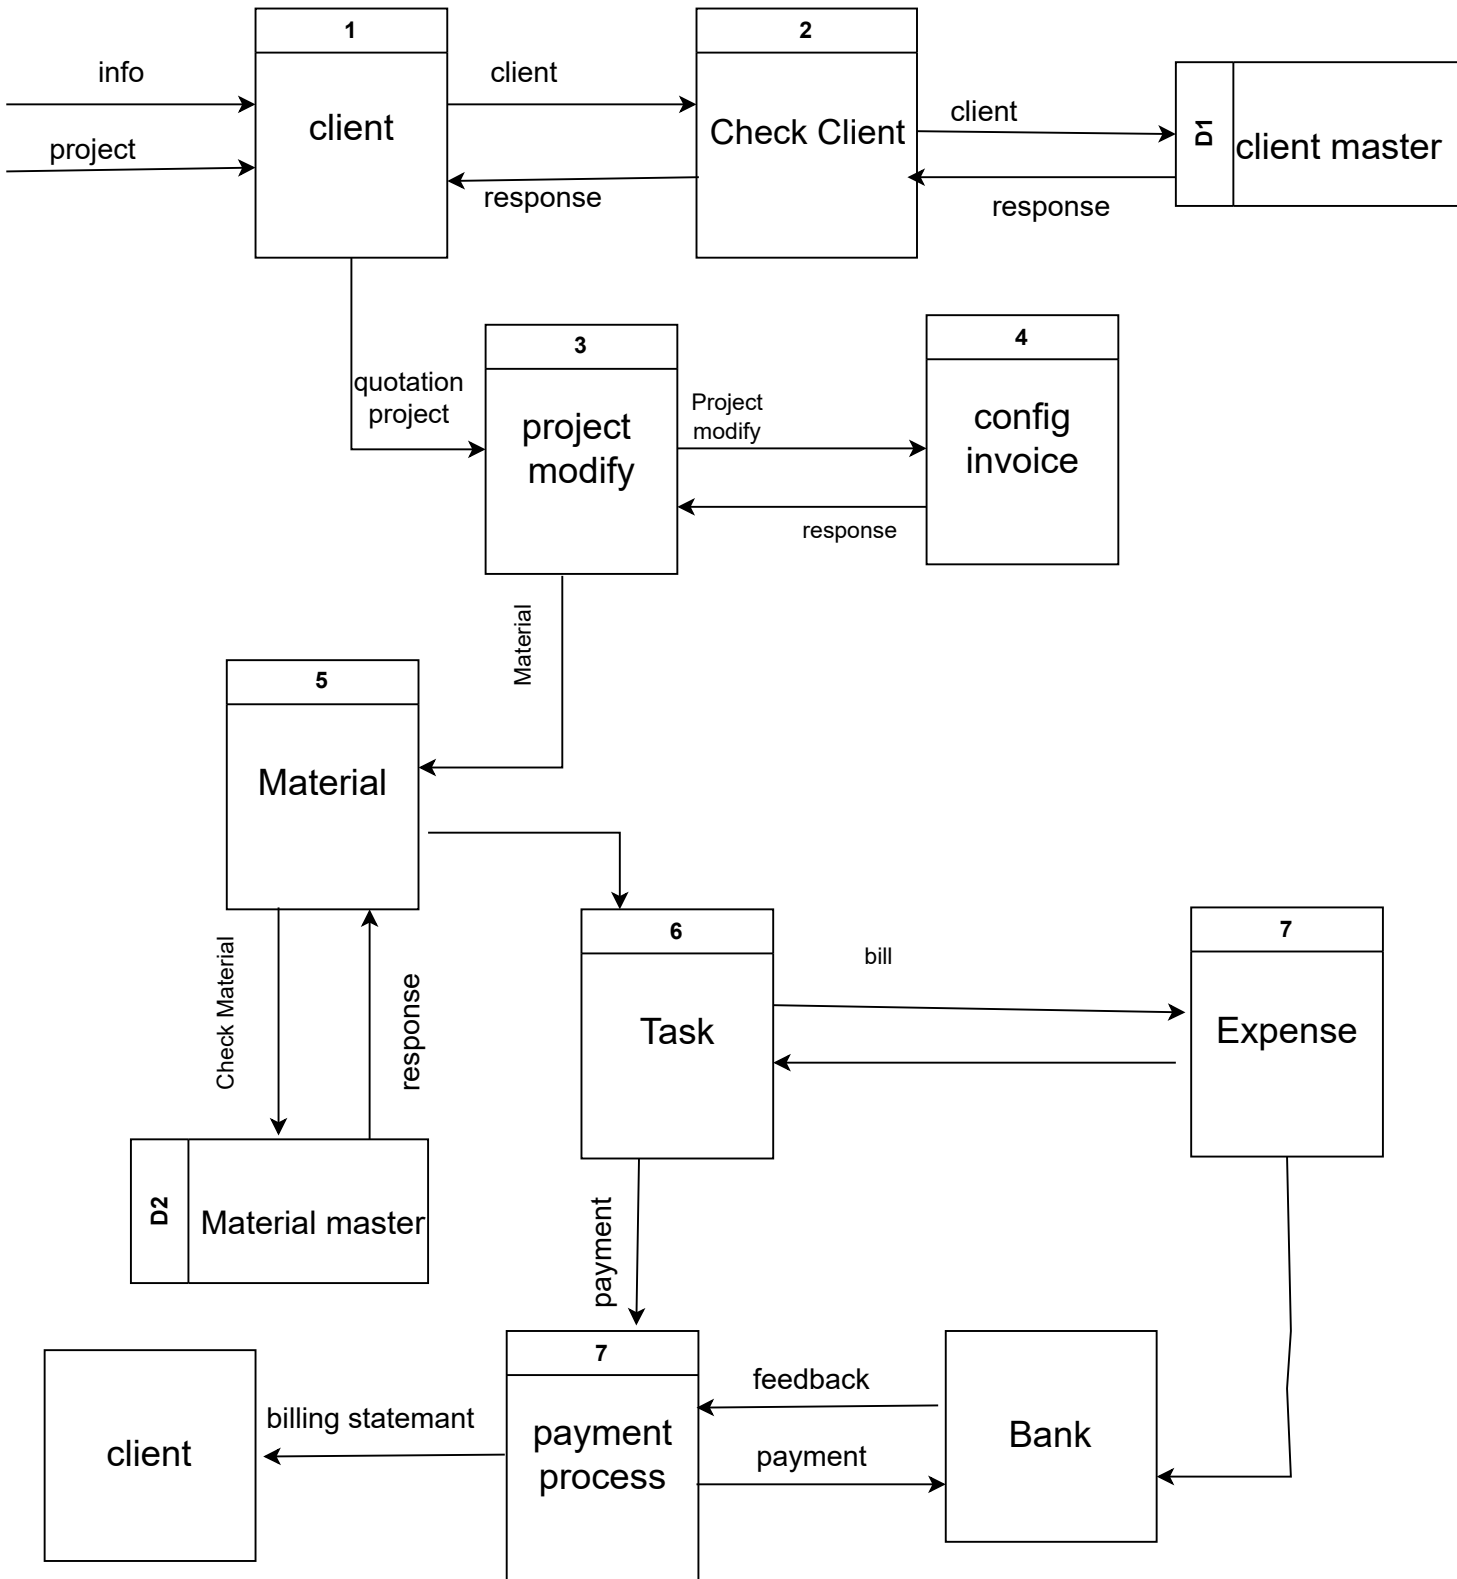 1
2
info
client
client
Check Client
client
D1
client master
project
response
response
3
4
quotation
project
project
modify
Project
modify
config
invoice
response
Material
5
Material
6
7
bill
Check Material
response
Task
Expense
D2
Material master
payment
7
feedback
billing statemant
client
payment
process
Bank
payment